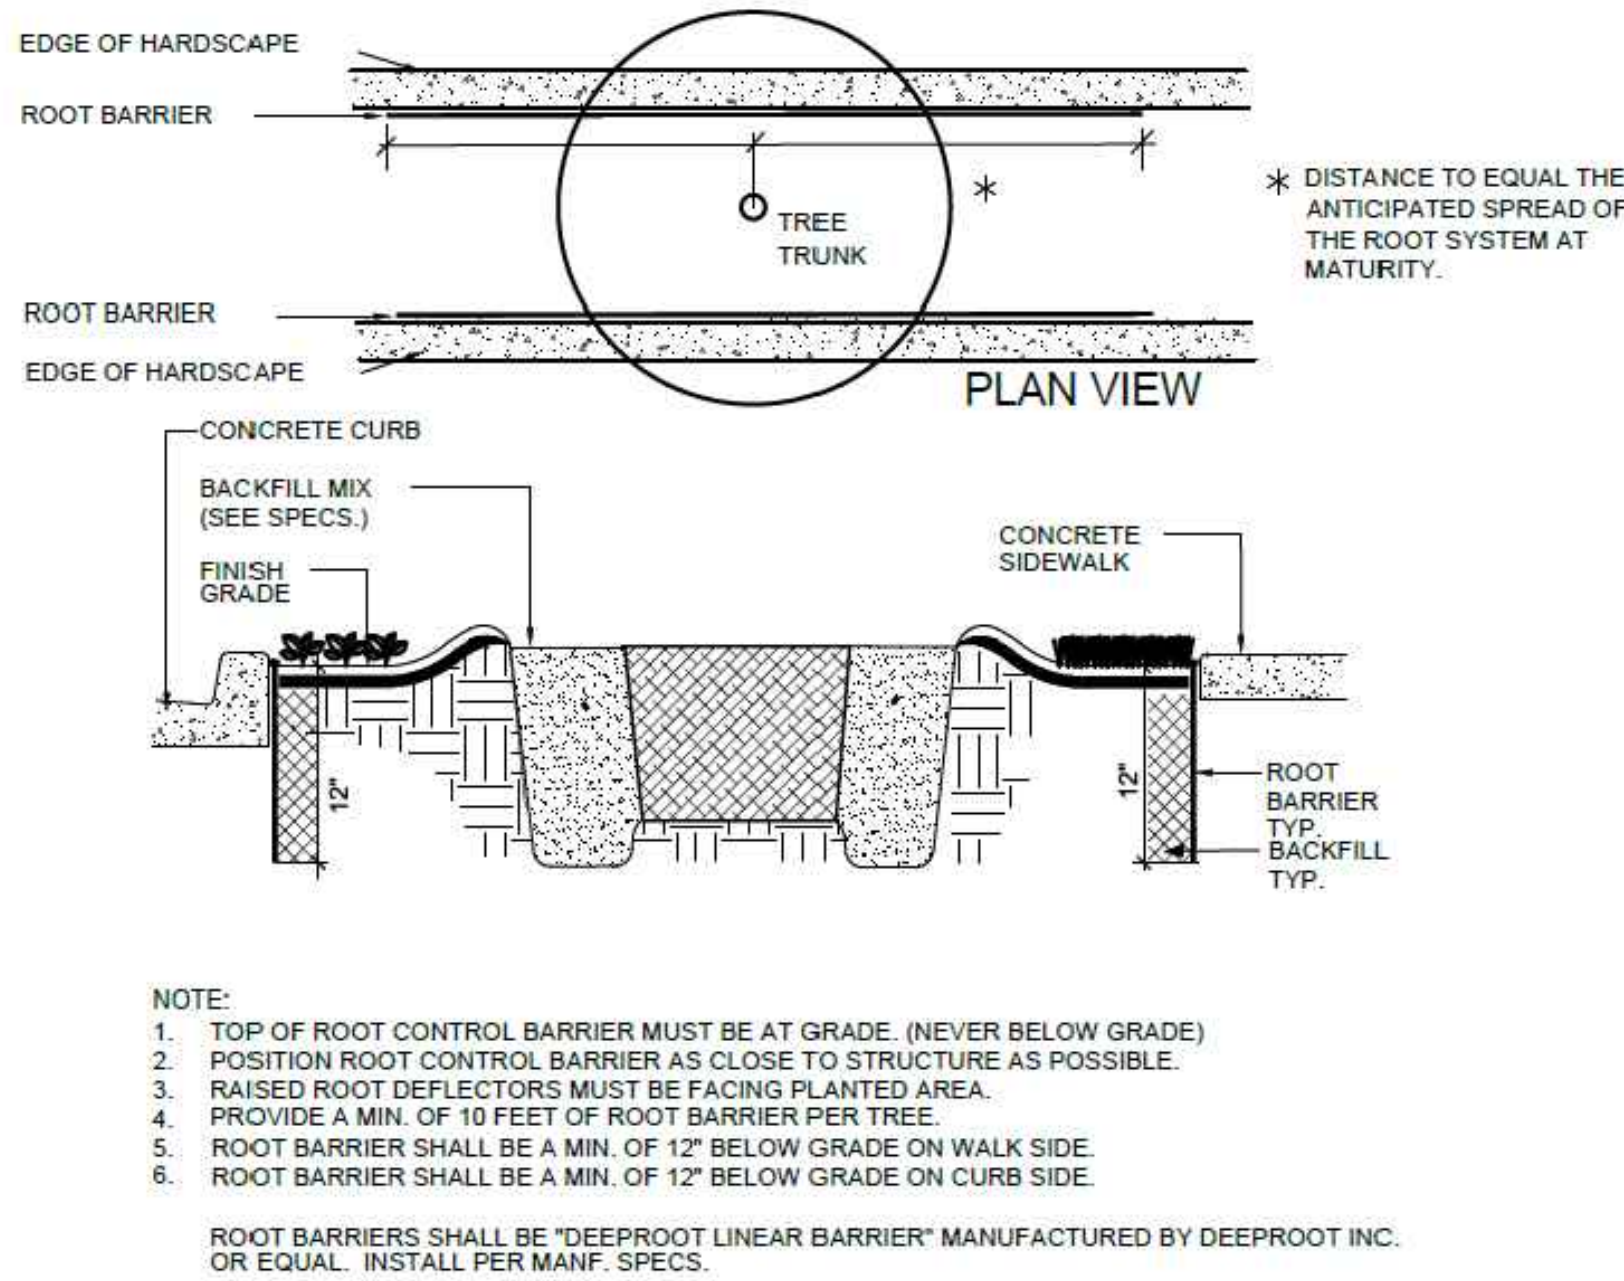 EDGE OF HARDSCAPE
ROOT BARRIER
* DISTANCE TO EQUAL THE
ANTICIPATED SPREAD OF
THE ROOT SYSTEM AT
MATURITY.
*
TREE
TRUNK
ROOT BARRIER
EDGE OF HARDSCAPE
PLAN VIEW
CONCRETE CURB
BACKFILL MIX
(SEE SPECS.)
FINISH
GRADE
CONCRETE
SIDEWALK
12"
12"
ROOT
BARRIER
TYP.
BACKFILL
TYP.
NOTE:
1. TOP OF ROOT CONTROL BARRIER MUST BE AT GRADE. (NEVER BELOW GRADE)
2. POSITION ROOT CONTROL BARRIER AS CLOSE TO STRUCTURE AS POSSIBLE.
3. RAISED ROOT DEFLECTORS MUST BE FACING PLANTED AREA.
4. PROVIDE A MIN. OF 10 FEET OF ROOT BARRIER PER TREE.
5. ROOT BARRIER SHALL BE A MIN. OF 12" BELOW GRADE ON WALK SIDE.
6. ROOT BARRIER SHALL BE A MIN. OF 12" BELOW GRADE ON CURB SIDE.
ROOT BARRIERS SHALL BE "DEEPROOT LINEAR BARRIER" MANUFACTURED BY DEEPROOT INC.
OR EQUAL. INSTALL PER MANF. SPECS.